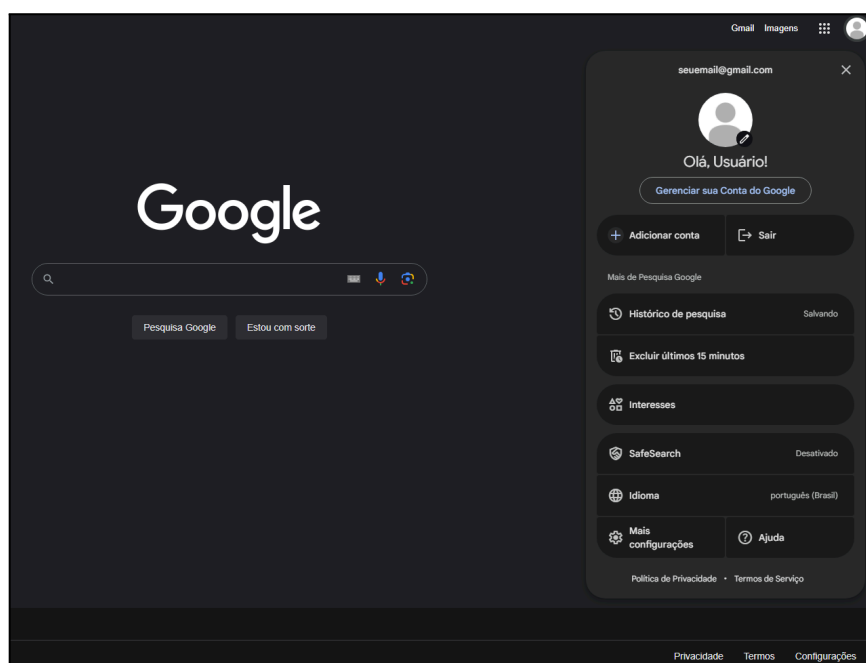 Gmail Imagens
seuemail@gmail.com
Olá, Usuário!
Gerenciar sua Conta do Google
Adicionar conta
Sair
Mais de Pesquisa Google
Histórico de pesquisa Salvando
Excluir últimos 15 minutos
Interesses
SafeSearch Desativado
Idioma português (Brasil)
Mais
configurações
Ajuda
Política de Privacidade • Termos de Serviço
Google
Pesquisa Google Estou com sorte
Privacidade Termos Configurações